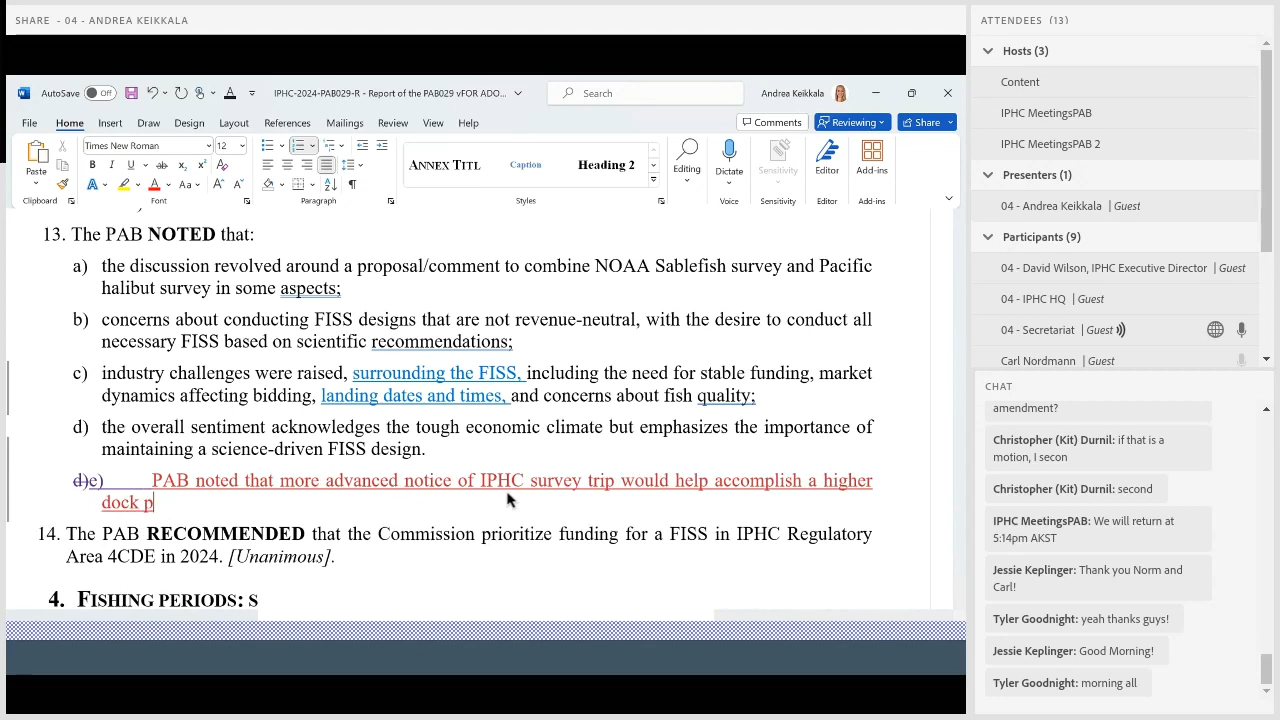 SHARE - 04 - ANDREA KEIKKALA
AutoSave Off
IPHC-2024-PAB029-R - Report of the PAB029 vFOR ADO...
Search
Andrea Keikkala
File Home Insert Draw Design Layout References Mailings Review View Help
Comments Reviewing Share
Paste
Times New Roman 12
B I U ab x₂ x²
A A Aa A A
ANNEX TITL Caption Heading 2
Editing Dictate Sensitivity Editor Add-ins
Clipboard Font Paragraph Styles Voice Sensitivity Editor Add-ins
13. The PAB NOTED that:
a) the discussion revolved around a proposal/comment to combine NOAA Sablefish survey and Pacific
halibut survey in some aspects;
b) concerns about conducting FISS designs that are not revenue-neutral, with the desire to conduct all
necessary FISS based on scientific recommendations;
c) industry challenges were raised, surrounding the FISS, including the need for stable funding, market
dynamics affecting bidding, landing dates and times, and concerns about fish quality;
d) the overall sentiment acknowledges the tough economic climate but emphasizes the importance of
maintaining a science-driven FISS design.
d)e) PAB noted that more advanced notice of IPHC survey trip would help accomplish a higher
dock p
14. The PAB RECOMMENDED that the Commission prioritize funding for a FISS in IPHC Regulatory
Area 4CDE in 2024. [Unanimous].
4. FISHING PERIODS: S
ATTENDEES (13)
Hosts (3)
Content
IPHC MeetingsPAB
IPHC MeetingsPAB 2
Presenters (1)
04 - Andrea Keikkala | Guest
Participants (9)
04 - David Wilson, IPHC Executive Director | Guest
04 - IPHC HQ | Guest
04 - Secretariat | Guest
Carl Nordmann | Guest
CHAT
amendment?
Christopher (Kit) Durnil: if that is a
motion, I secon
Christopher (Kit) Durnil: second
IPHC MeetingsPAB: We will return at
5:14pm AKST
Jessie Keplinger: Thank you Norm and
Carl!
Tyler Goodnight: yeah thanks guys!
Jessie Keplinger: Good Morning!
Tyler Goodnight: morning all